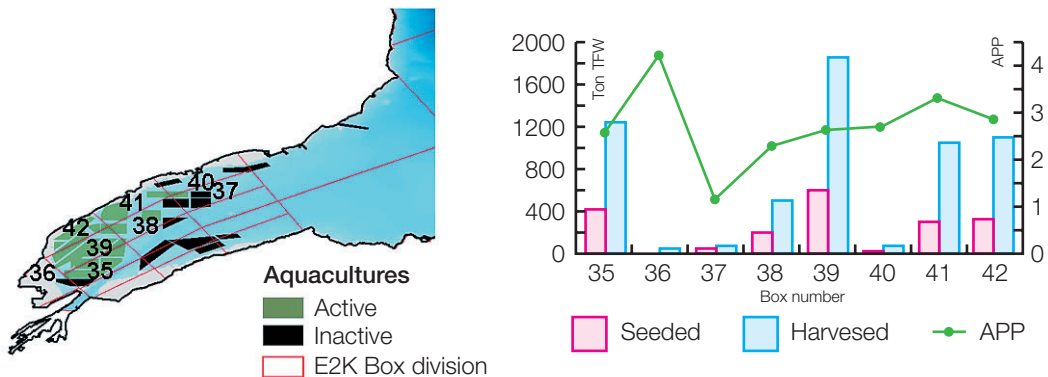 40
37
41
42
38
39
36
35
Aquacultures
Active
Inactive
E2K Box division
2000
1600
1200
800
400
0
Ton TFW
APP
4
3
2
1
0
35 36 37 38 39 40 41 42
Box number
Seeded
Harvesed
APP